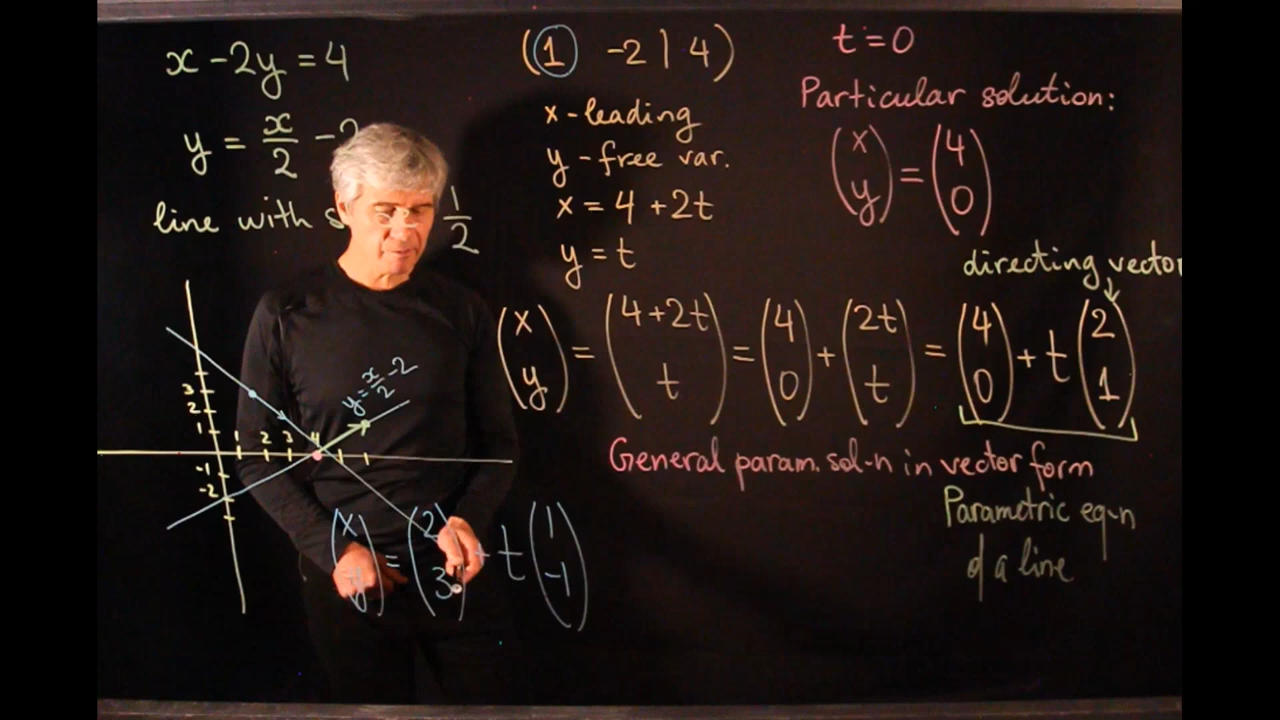 x - 2y = 4
y = x/2 - 2
line with s 1/2
(1 -2 | 4)
x - leading
y - free var.
x = 4 + 2t
y = t
t = 0
Particular solution:
(x y) = (4 0)
directing vector
(x y) = (4+2t t) = (4 0) + (2t t) = (4 0) + t (2 1)
General param. sol-n in vector form
Parametric eq-n
of a line
y = x/2 - 2
3
2
1
1 2 3 4
-1
-2
(x y) = (2 3) + t (1 -1)